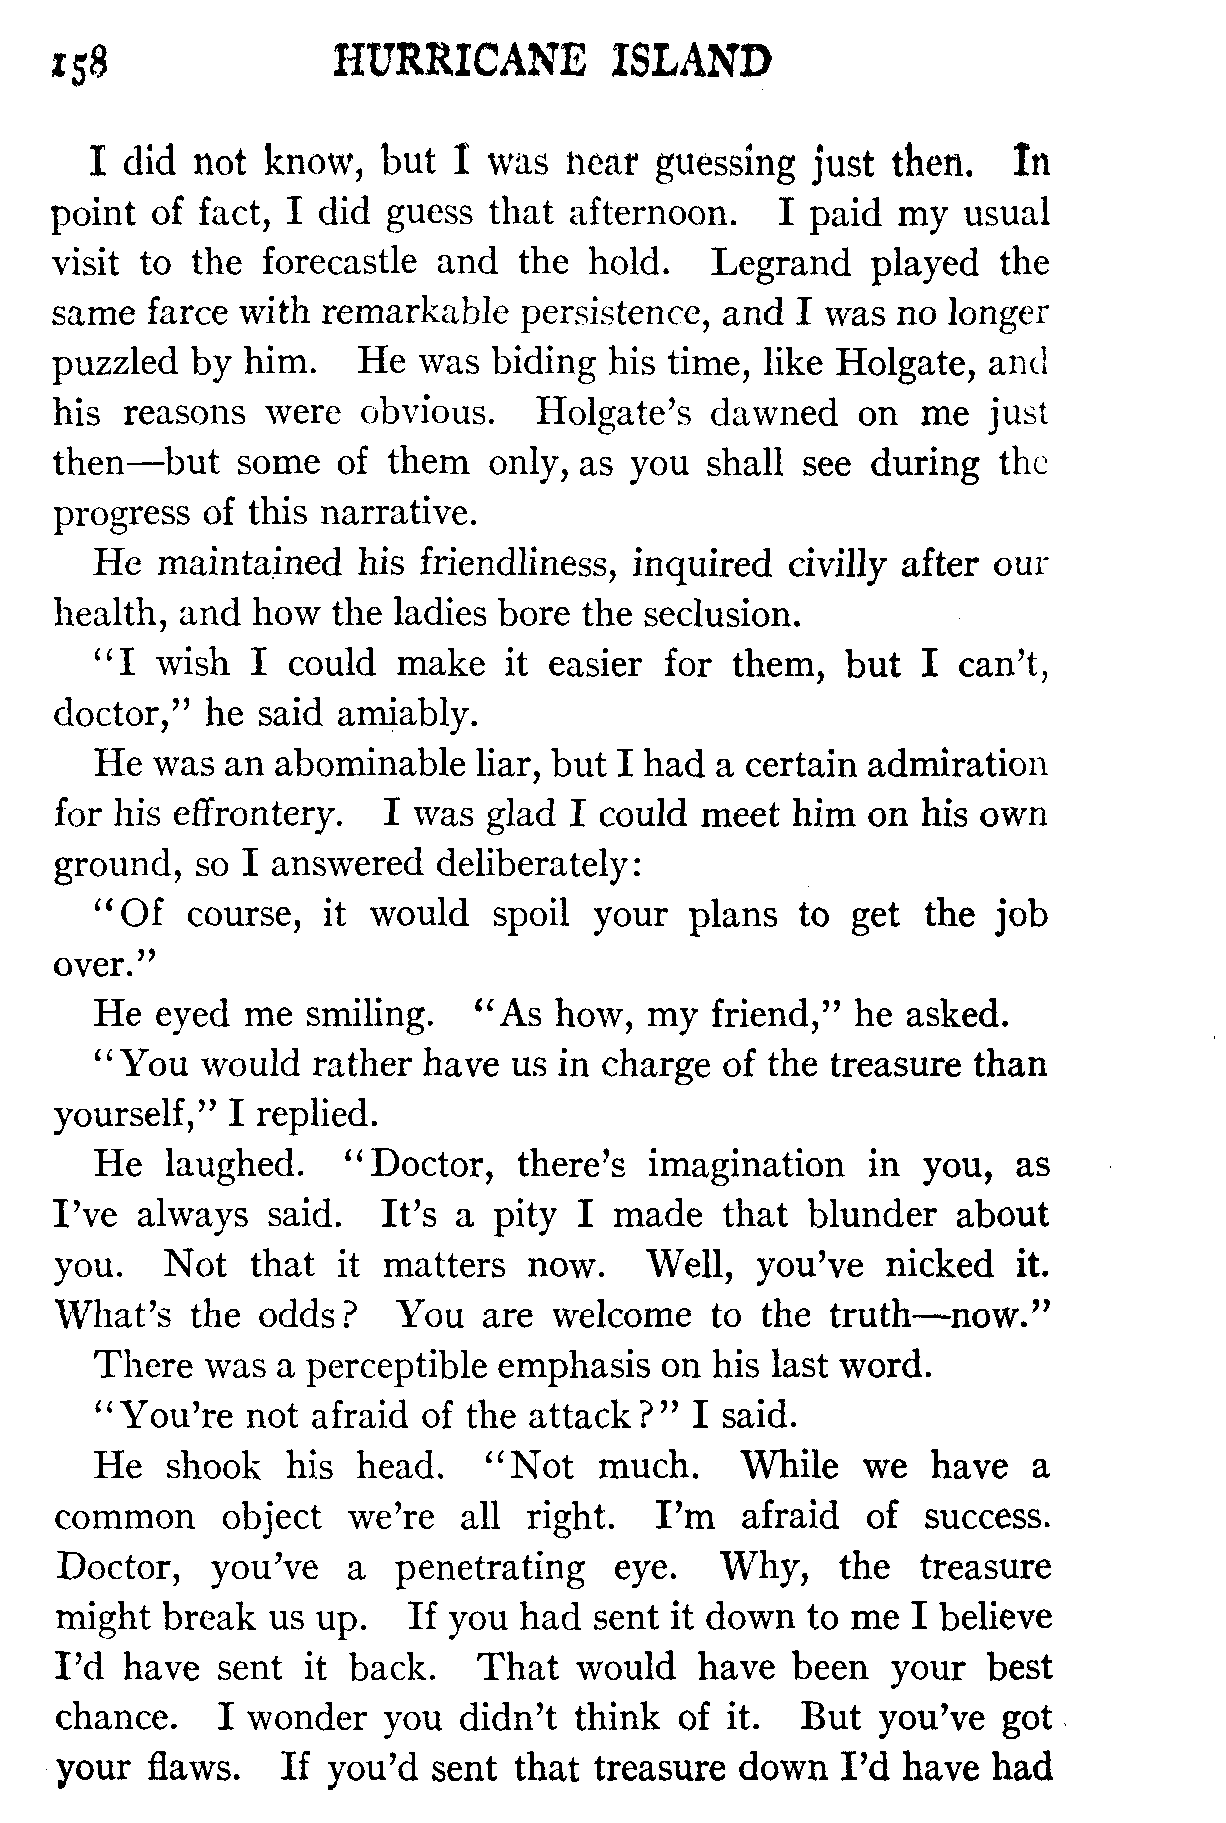 158 HURRICANE ISLAND
I did not know, but I was near guessing just then. In
point of fact, I did guess that afternoon. I paid my usual
visit to the forecastle and the hold. Legrand played the
same farce with remarkable persistence, and I was no longer
puzzled by him. He was biding his time, like Holgate, and
his reasons were obvious. Holgate's dawned on me just
then—but some of them only, as you shall see during the
progress of this narrative.
He maintained his friendliness, inquired civilly after our
health, and how the ladies bore the seclusion.
"I wish I could make it easier for them, but I can't,
doctor," he said amiably.
He was an abominable liar, but I had a certain admiration
for his effrontery. I was glad I could meet him on his own
ground, so I answered deliberately:
"Of course, it would spoil your plans to get the job
over."
He eyed me smiling. "As how, my friend," he asked.
"You would rather have us in charge of the treasure than
yourself," I replied.
He laughed. "Doctor, there's imagination in you, as
I've always said. It's a pity I made that blunder about
you. Not that it matters now. Well, you've nicked it.
What's the odds? You are welcome to the truth—now."
There was a perceptible emphasis on his last word.
"You're not afraid of the attack?" I said.
He shook his head. "Not much. While we have a
common object we're all right. I'm afraid of success.
Doctor, you've a penetrating eye. Why, the treasure
might break us up. If you had sent it down to me I believe
I'd have sent it back. That would have been your best
chance. I wonder you didn't think of it. But you've got
your flaws. If you'd sent that treasure down I'd have had